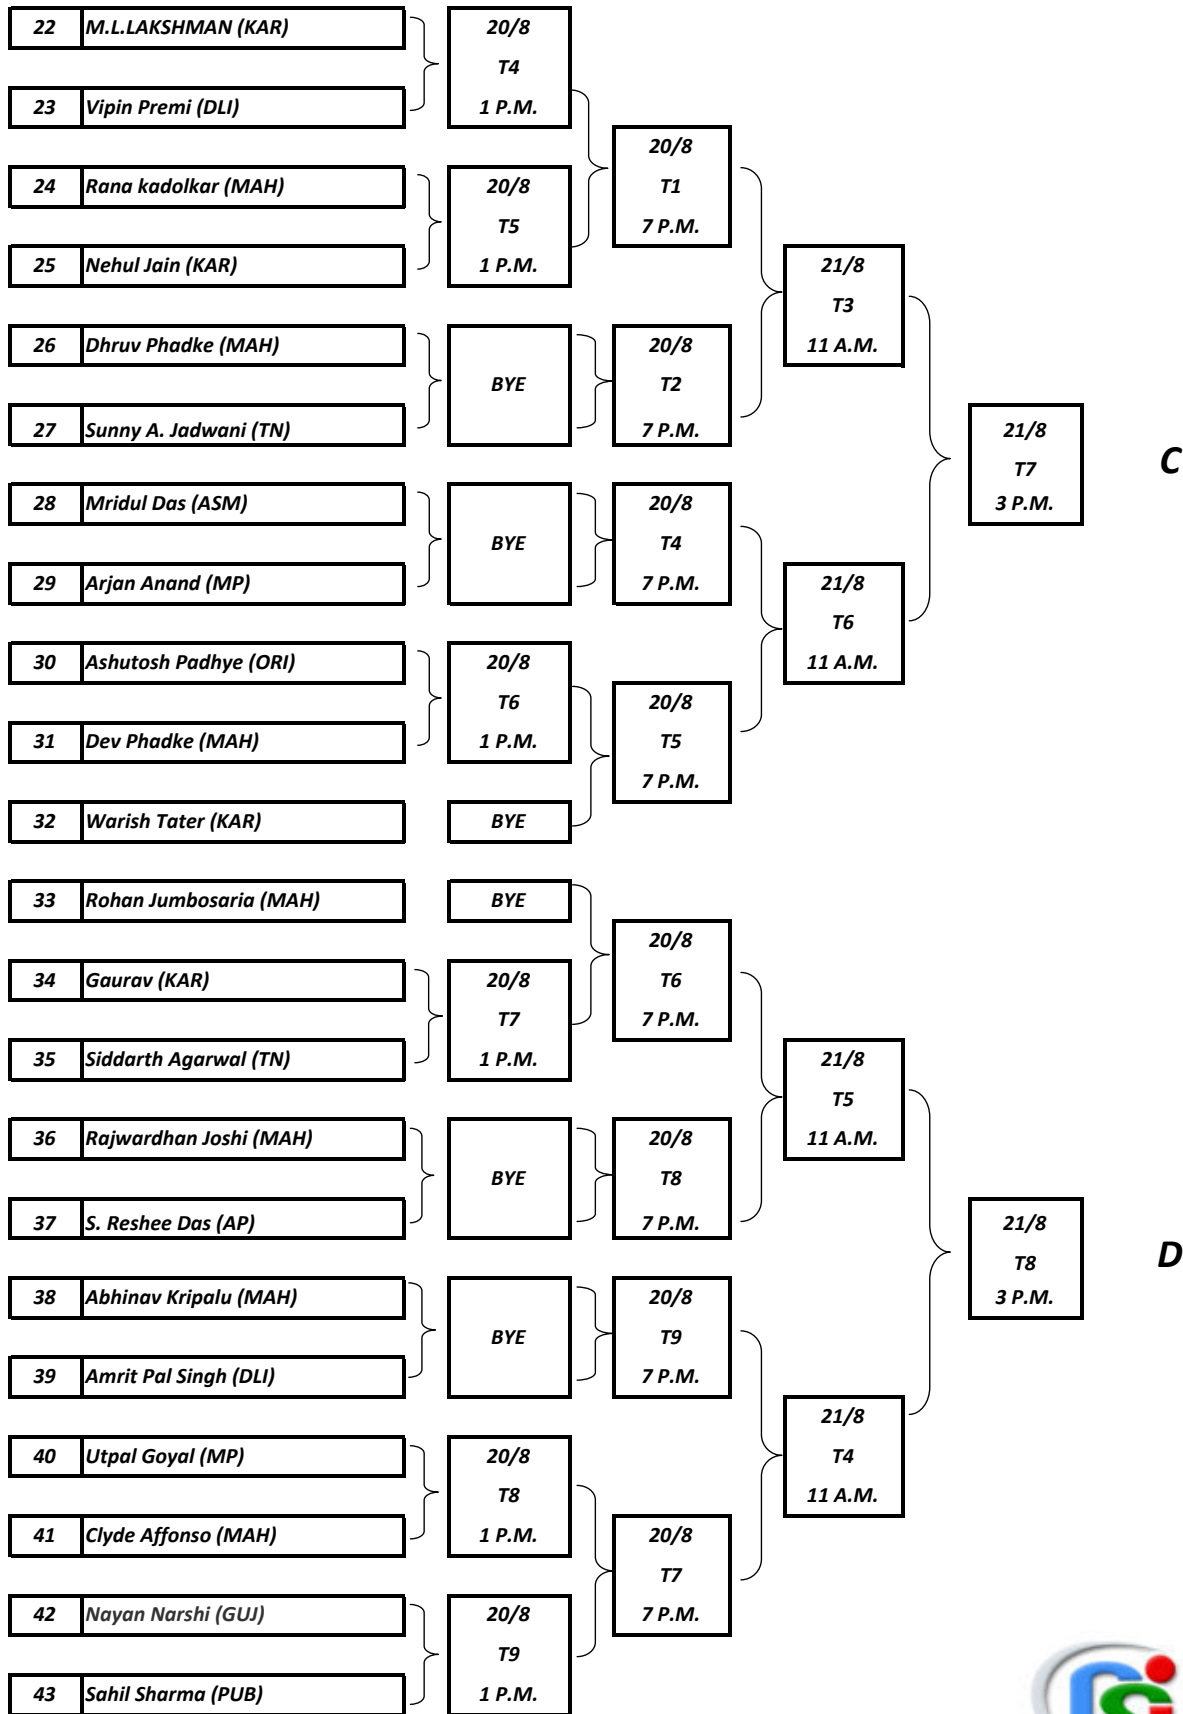 22 M.L.LAKSHMAN (KAR)
20/8
T4
23 Vipin Premi (DLI)
1 P.M.
20/8
24 Rana kadolkar (MAH)
20/8
T1
T5
7 P.M.
25 Nehul Jain (KAR)
1 P.M.
21/8
T3
26 Dhruv Phadke (MAH)
20/8
11 A.M.
BYE
T2
27 Sunny A. Jadwani (TN)
7 P.M.
21/8
C
T7
28 Mridul Das (ASM)
20/8
3 P.M.
BYE
T4
29 Arjan Anand (MP)
7 P.M.
21/8
T6
30 Ashutosh Padhye (ORI)
20/8
11 A.M.
T6
20/8
31 Dev Phadke (MAH)
1 P.M.
T5
7 P.M.
32 Warish Tater (KAR)
BYE
33 Rohan Jumbosaria (MAH)
BYE
20/8
34 Gaurav (KAR)
20/8
T6
T7
7 P.M.
35 Siddarth Agarwal (TN)
1 P.M.
21/8
T5
36 Rajwardhan Joshi (MAH)
20/8
11 A.M.
BYE
T8
37 S. Reshee Das (AP)
7 P.M.
21/8
D
T8
38 Abhinav Kripalu (MAH)
20/8
3 P.M.
BYE
T9
39 Amrit Pal Singh (DLI)
7 P.M.
21/8
40 Utpal Goyal (MP)
20/8
T4
T8
11 A.M.
41 Clyde Affonso (MAH)
1 P.M.
20/8
T7
42 Nayan Narshi (GUJ)
20/8
7 P.M.
T9
43 Sahil Sharma (PUB)
1 P.M.